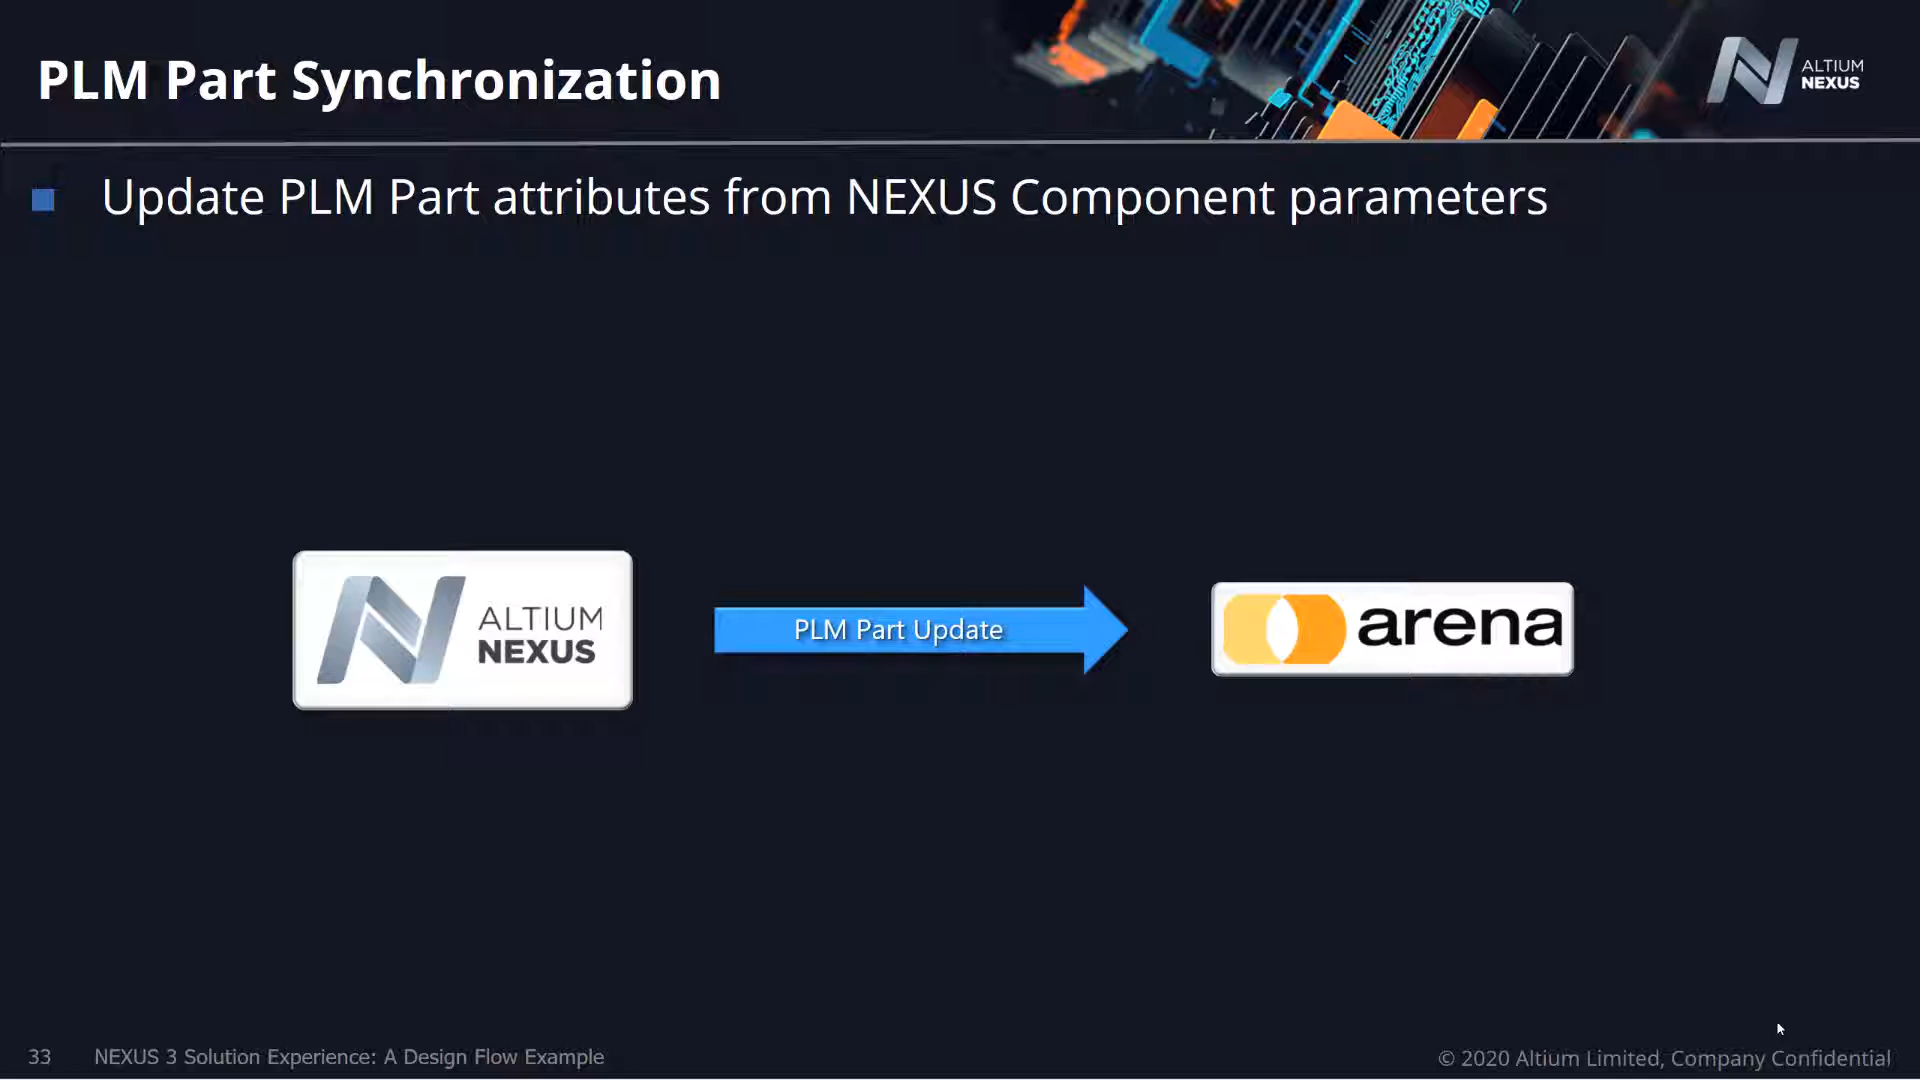 PLM Part Synchronization
ALTIUM
NEXUS
Update PLM Part attributes from NEXUS Component parameters
ALTIUM
NEXUS
PLM Part Update
arena
33 NEXUS 3 Solution Experience: A Design Flow Example
© 2020 Altium Limited, Company Confidential